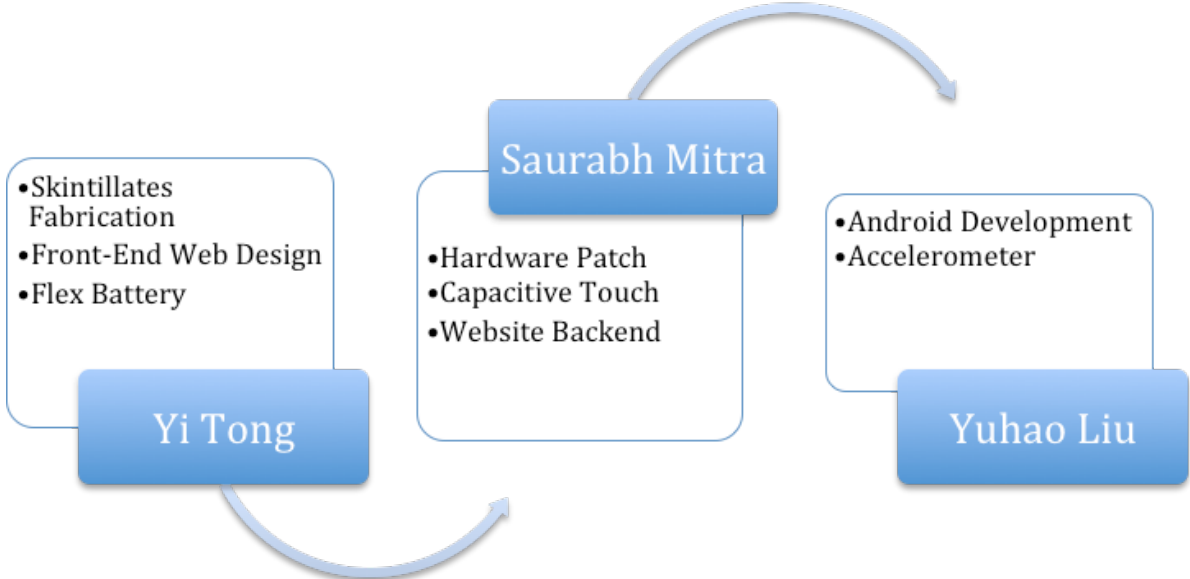 •Skintillates
Fabrication
•Front-End Web Design
•Flex Battery
Yi Tong
Saurabh Mitra
•Hardware Patch
•Capacitive Touch
•Website Backend
•Android Development
•Accelerometer
Yuhao Liu